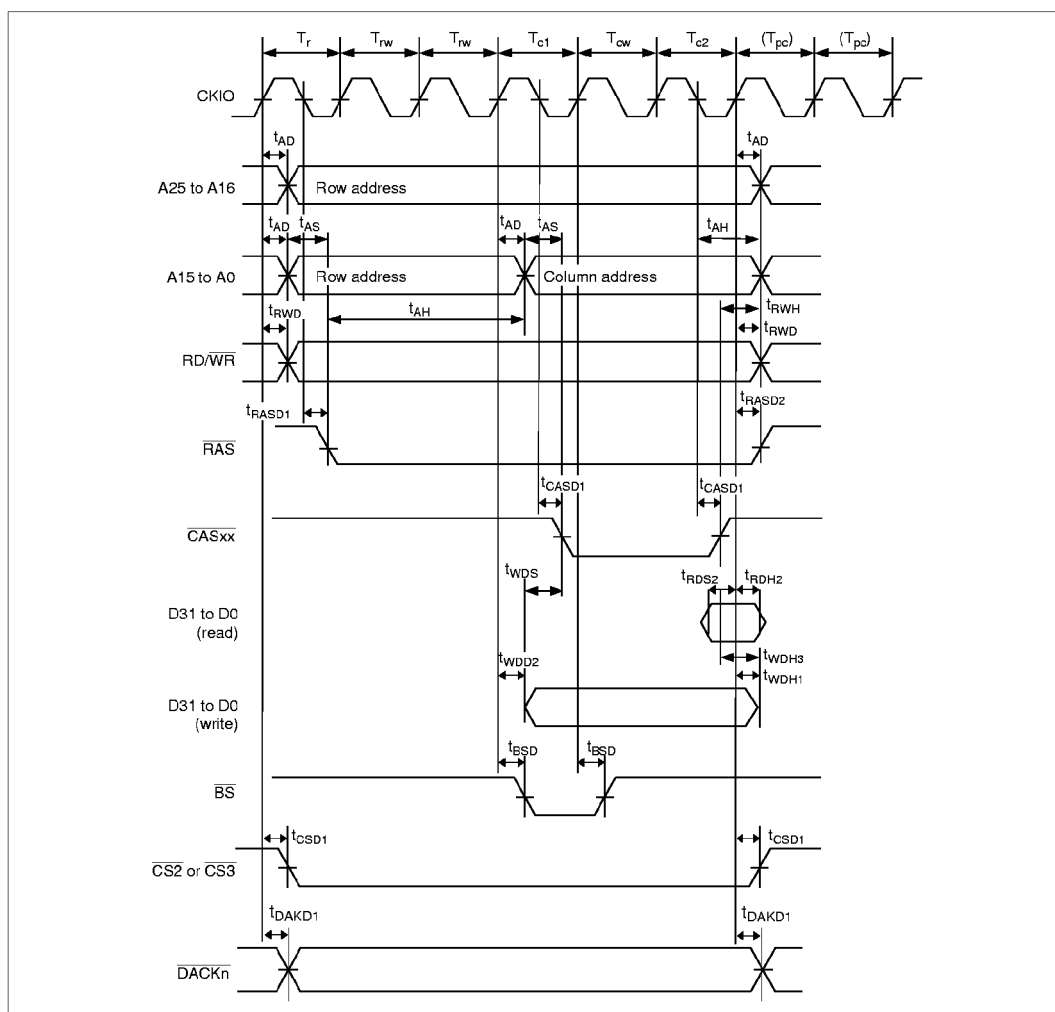 Tr Trw Trw Tc1 Tcw Tc2 (Tpc) (Tpc)
CKIO
tAD tAD
A25 to A16 Row address
tAD tAS tAD tAS tAH
A15 to A0 Row address Column address
tRWD tAH tRWH
tRWD
RD/WR
tRASD1 tRASD2
RAS
tCASD1 tCASD1
CASxx
tWDS tRDS2 tRDH2
D31 to D0
(read)
tWDD2 tWDH3
tWDH1
D31 to D0
(write)
tBSD tBSD
BS
tCSD1 tCSD1
CS2 or CS3
tDAKD1 tDAKD1
DACKn